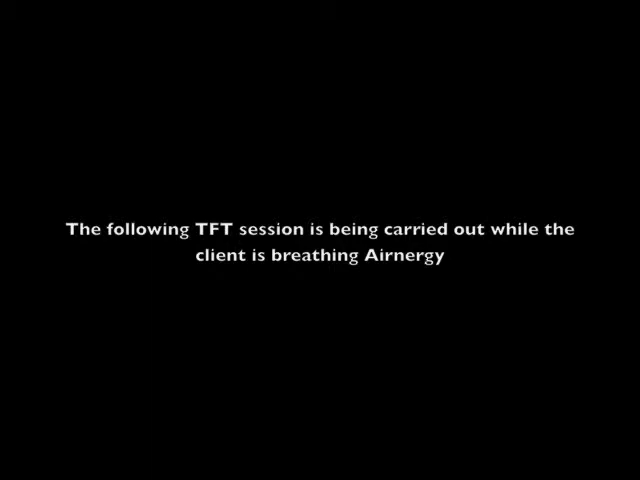 The following TFT session is being carried out while the
client is breathing Airnergy